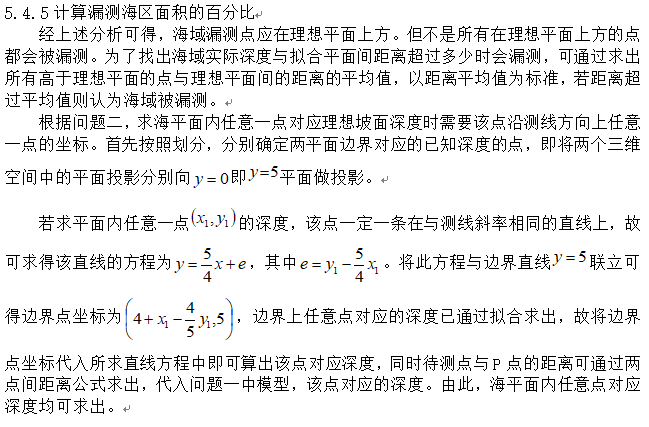 5.4.5计算漏测海区面积的百分比
经上述分析可得，海域漏测点应在理想平面上方。但不是所有在理想平面上方的点
都会被漏测。为了找出海域实际深度与拟合平面间距离超过多少时会漏测，可通过求出
所有高于理想平面的点与理想平面间的距离的平均值，以距离平均值为标准，若距离超
过平均值则认为海域被漏测。
根据问题二，求海平面内任意一点对应理想坡面深度时需要该点沿测线方向上任意
一点的坐标。首先按照划分，分别确定两平面边界对应的已知深度的点，即将两个三维
空间中的平面投影分别向 y=0即y=5平面做投影。
若求平面内任意一点(x₁,y₁)的深度，该点一定一条在与测线斜率相同的直线上，故
可求得该直线的方程为 y=5/4x+e，其中 e=y₁-5/4x₁。将此方程与边界直线y=5联立可
得边界点坐标为(4+x₁-4/5y₁,5)，边界上任意点对应的深度已通过拟合求出，故将边界
点坐标代入所求直线方程中即可算出该点对应深度，同时待测点与P点的距离可通过两
点间距离公式求出，代入问题一中模型，该点对应的深度。由此，海平面内任意点对应
深度均可求出。